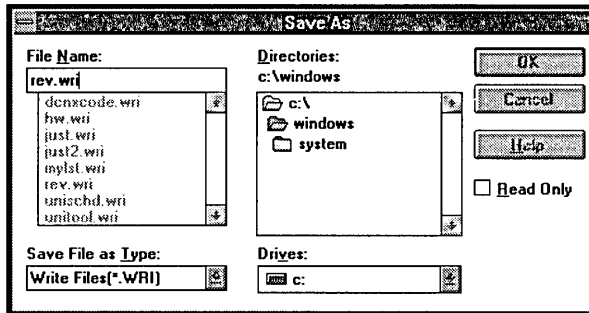 Save As
File Name:
rev.wri
dcnxcode.wri
hw.wri
just.wri
just2.wri
mylst.wri
rev.wri
unischd.wri
unitool.wri
Save File as Type:
Write Files(*.WRI)
Directories:
c:\windows
c:\
windows
system
Drives:
c:
OK
Cancel
Help
Read Only